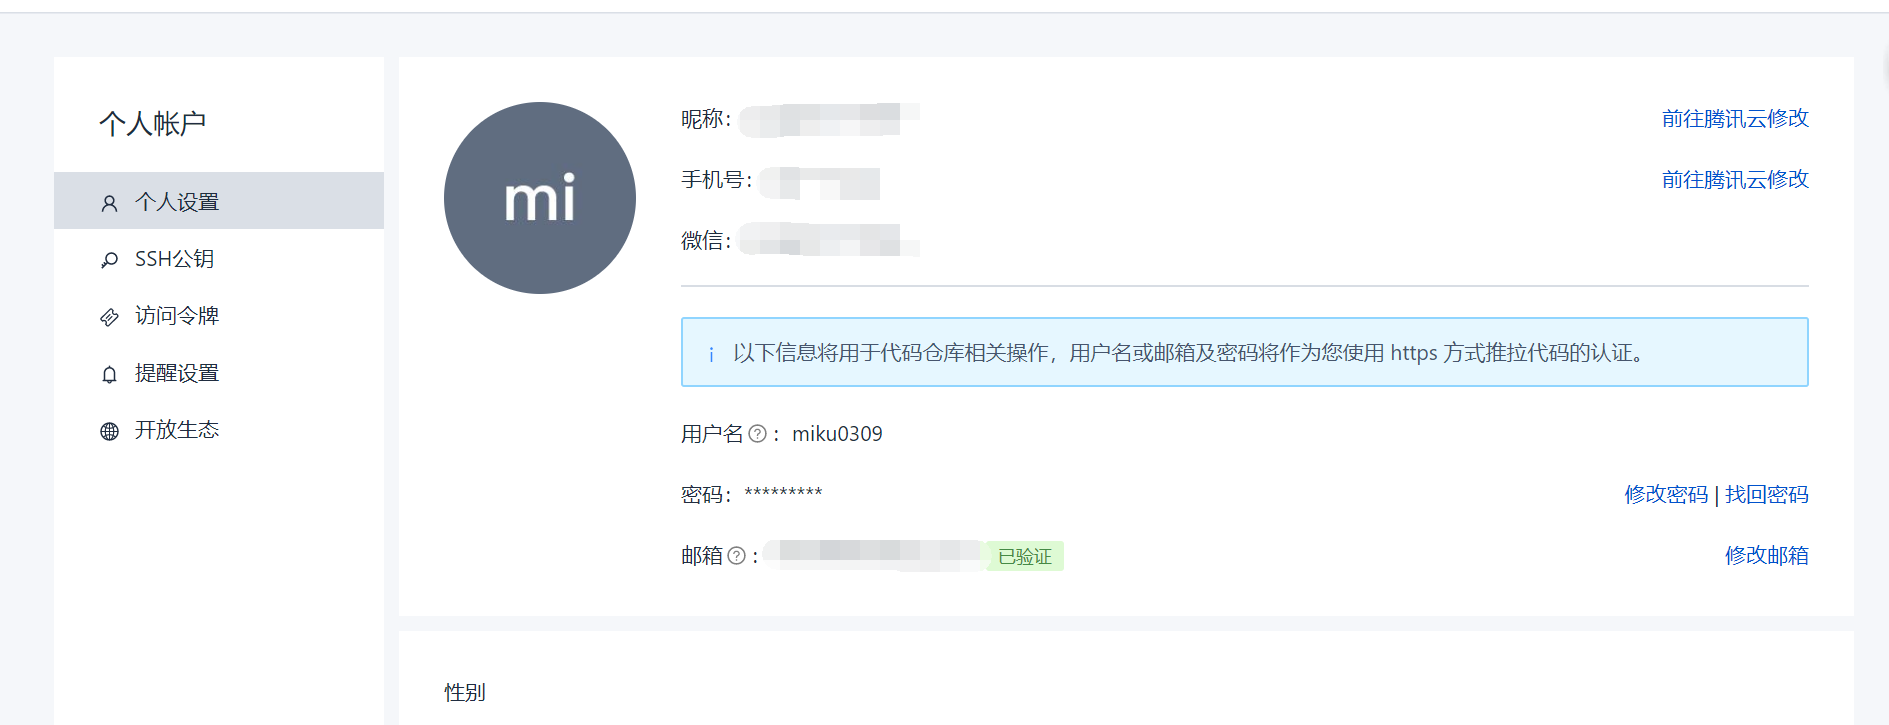 个人帐户
个人设置
SSH公钥
访问令牌
提醒设置
开放生态
mi
昵称：
前往腾讯云修改
手机号：
前往腾讯云修改
微信：
以下信息将用于代码仓库相关操作，用户名或邮箱及密码将作为您使用 https 方式推拉代码的认证。
用户名 ： miku0309
密码：*********
修改密码 | 找回密码
邮箱 ： 已验证
修改邮箱
性别